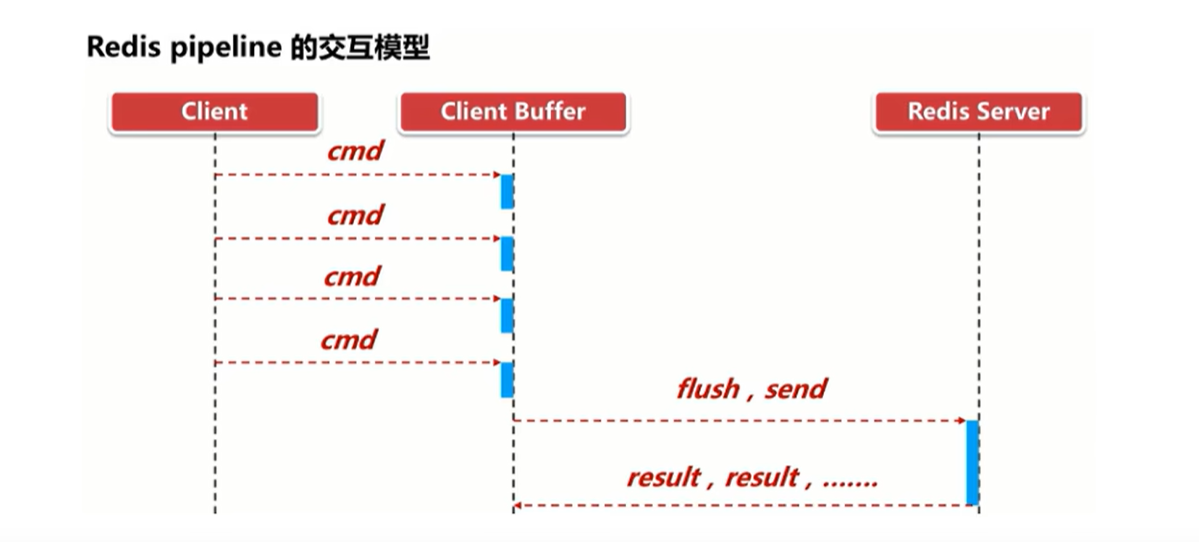 Redis pipeline 的交互模型
Client
Client Buffer
Redis Server
cmd
cmd
cmd
cmd
flush , send
result , result , .......